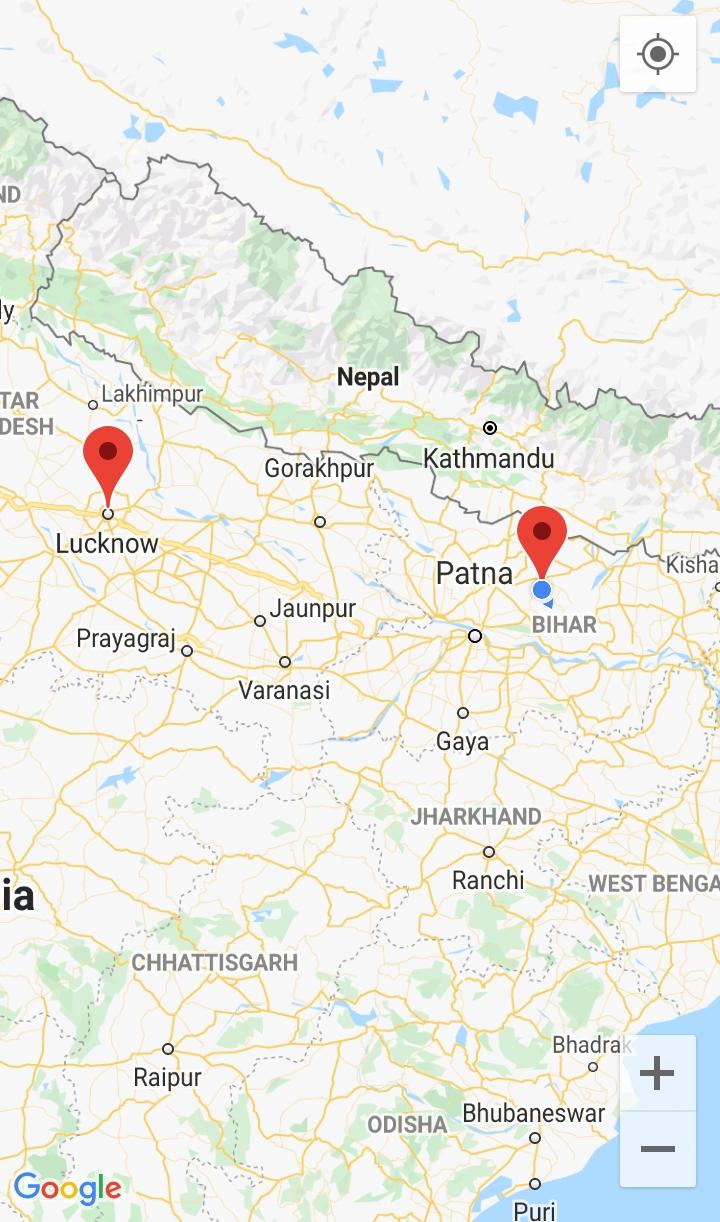 ND
ly
Nepal
TAR
DESH
Lakhimpur
Kathmandu
Gorakhpur
Lucknow
Patna
Kisha
Jaunpur
BIHAR
Prayagraj
Varanasi
Gaya
JHARKHAND
Ranchi
WEST BENGA
ia
CHHATTISGARH
Bhadrak
Raipur
Bhubaneswar
ODISHA
Google
Puri